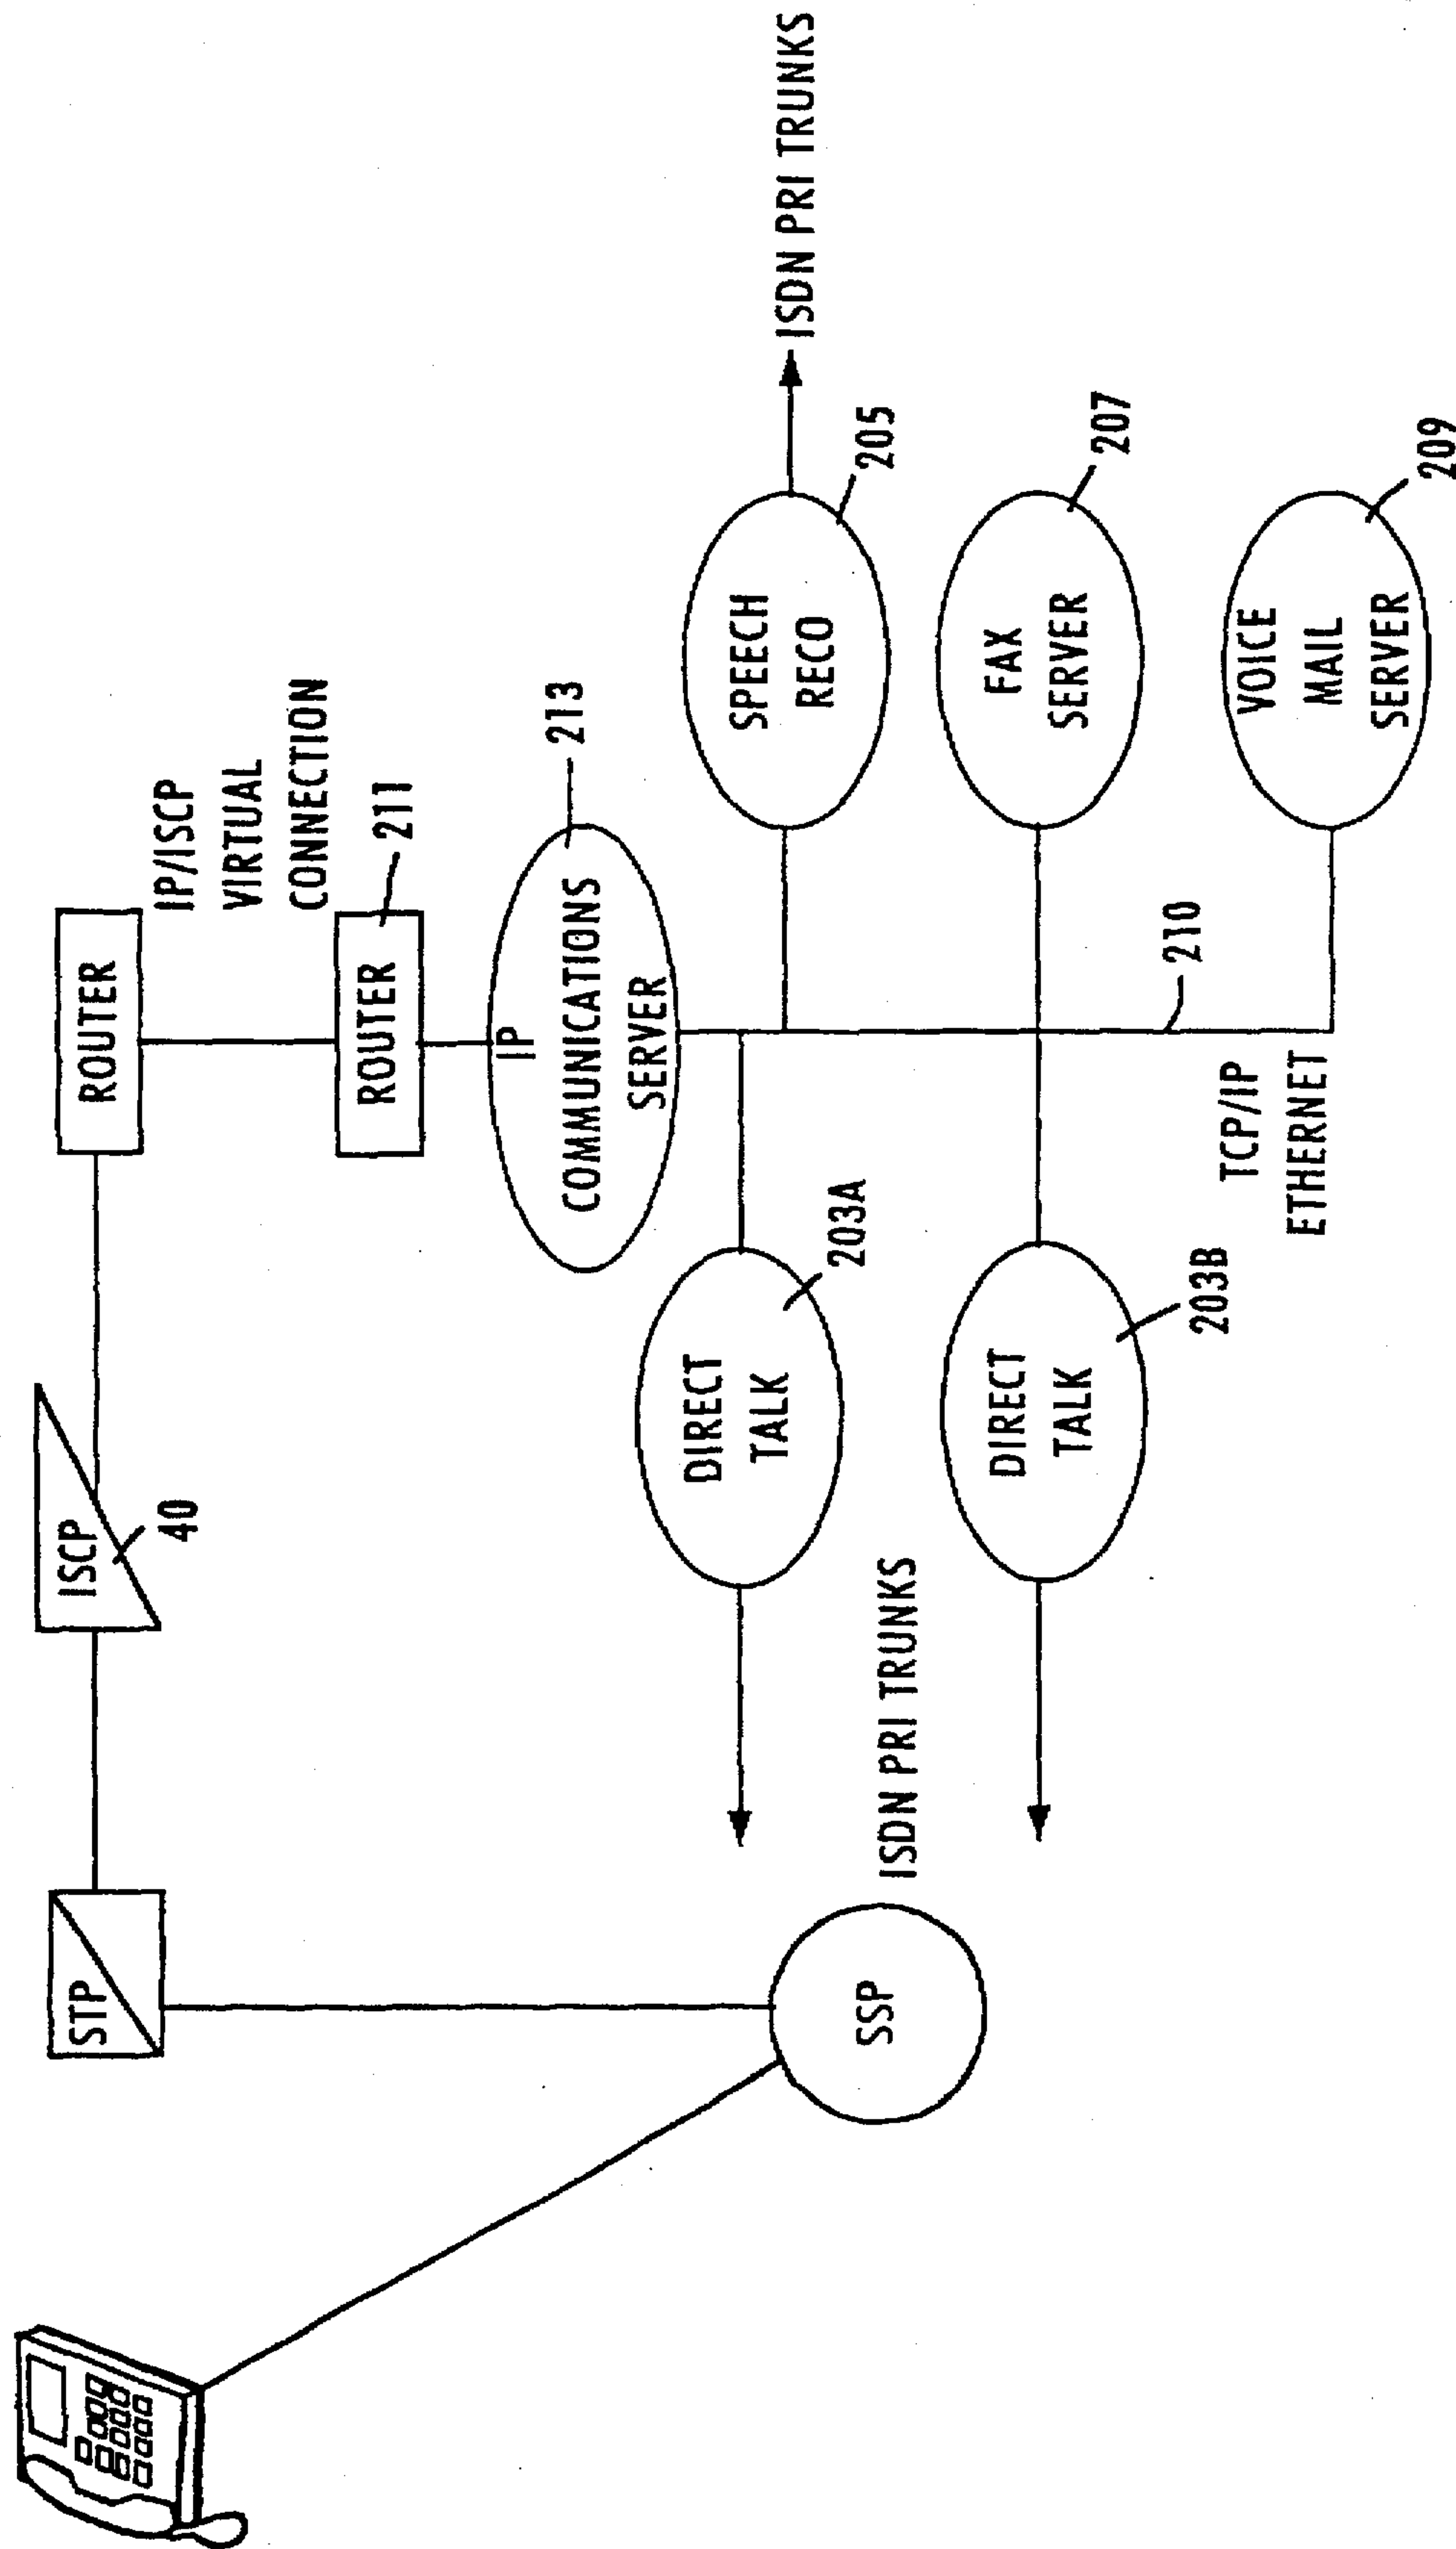 STP
ISCP
40
ROUTER
IP/ISCP
VIRTUAL
CONNECTION
ROUTER
211
IP
COMMUNICATIONS
SERVER
213
DIRECT
TALK
203A
SPEECH
RECO
205
ISDN PRI TRUNKS
SSP
ISDN PRI TRUNKS
DIRECT
TALK
203B
FAX
SERVER
207
210
TCP/IP
ETHERNET
VOICE
MAIL
SERVER
209